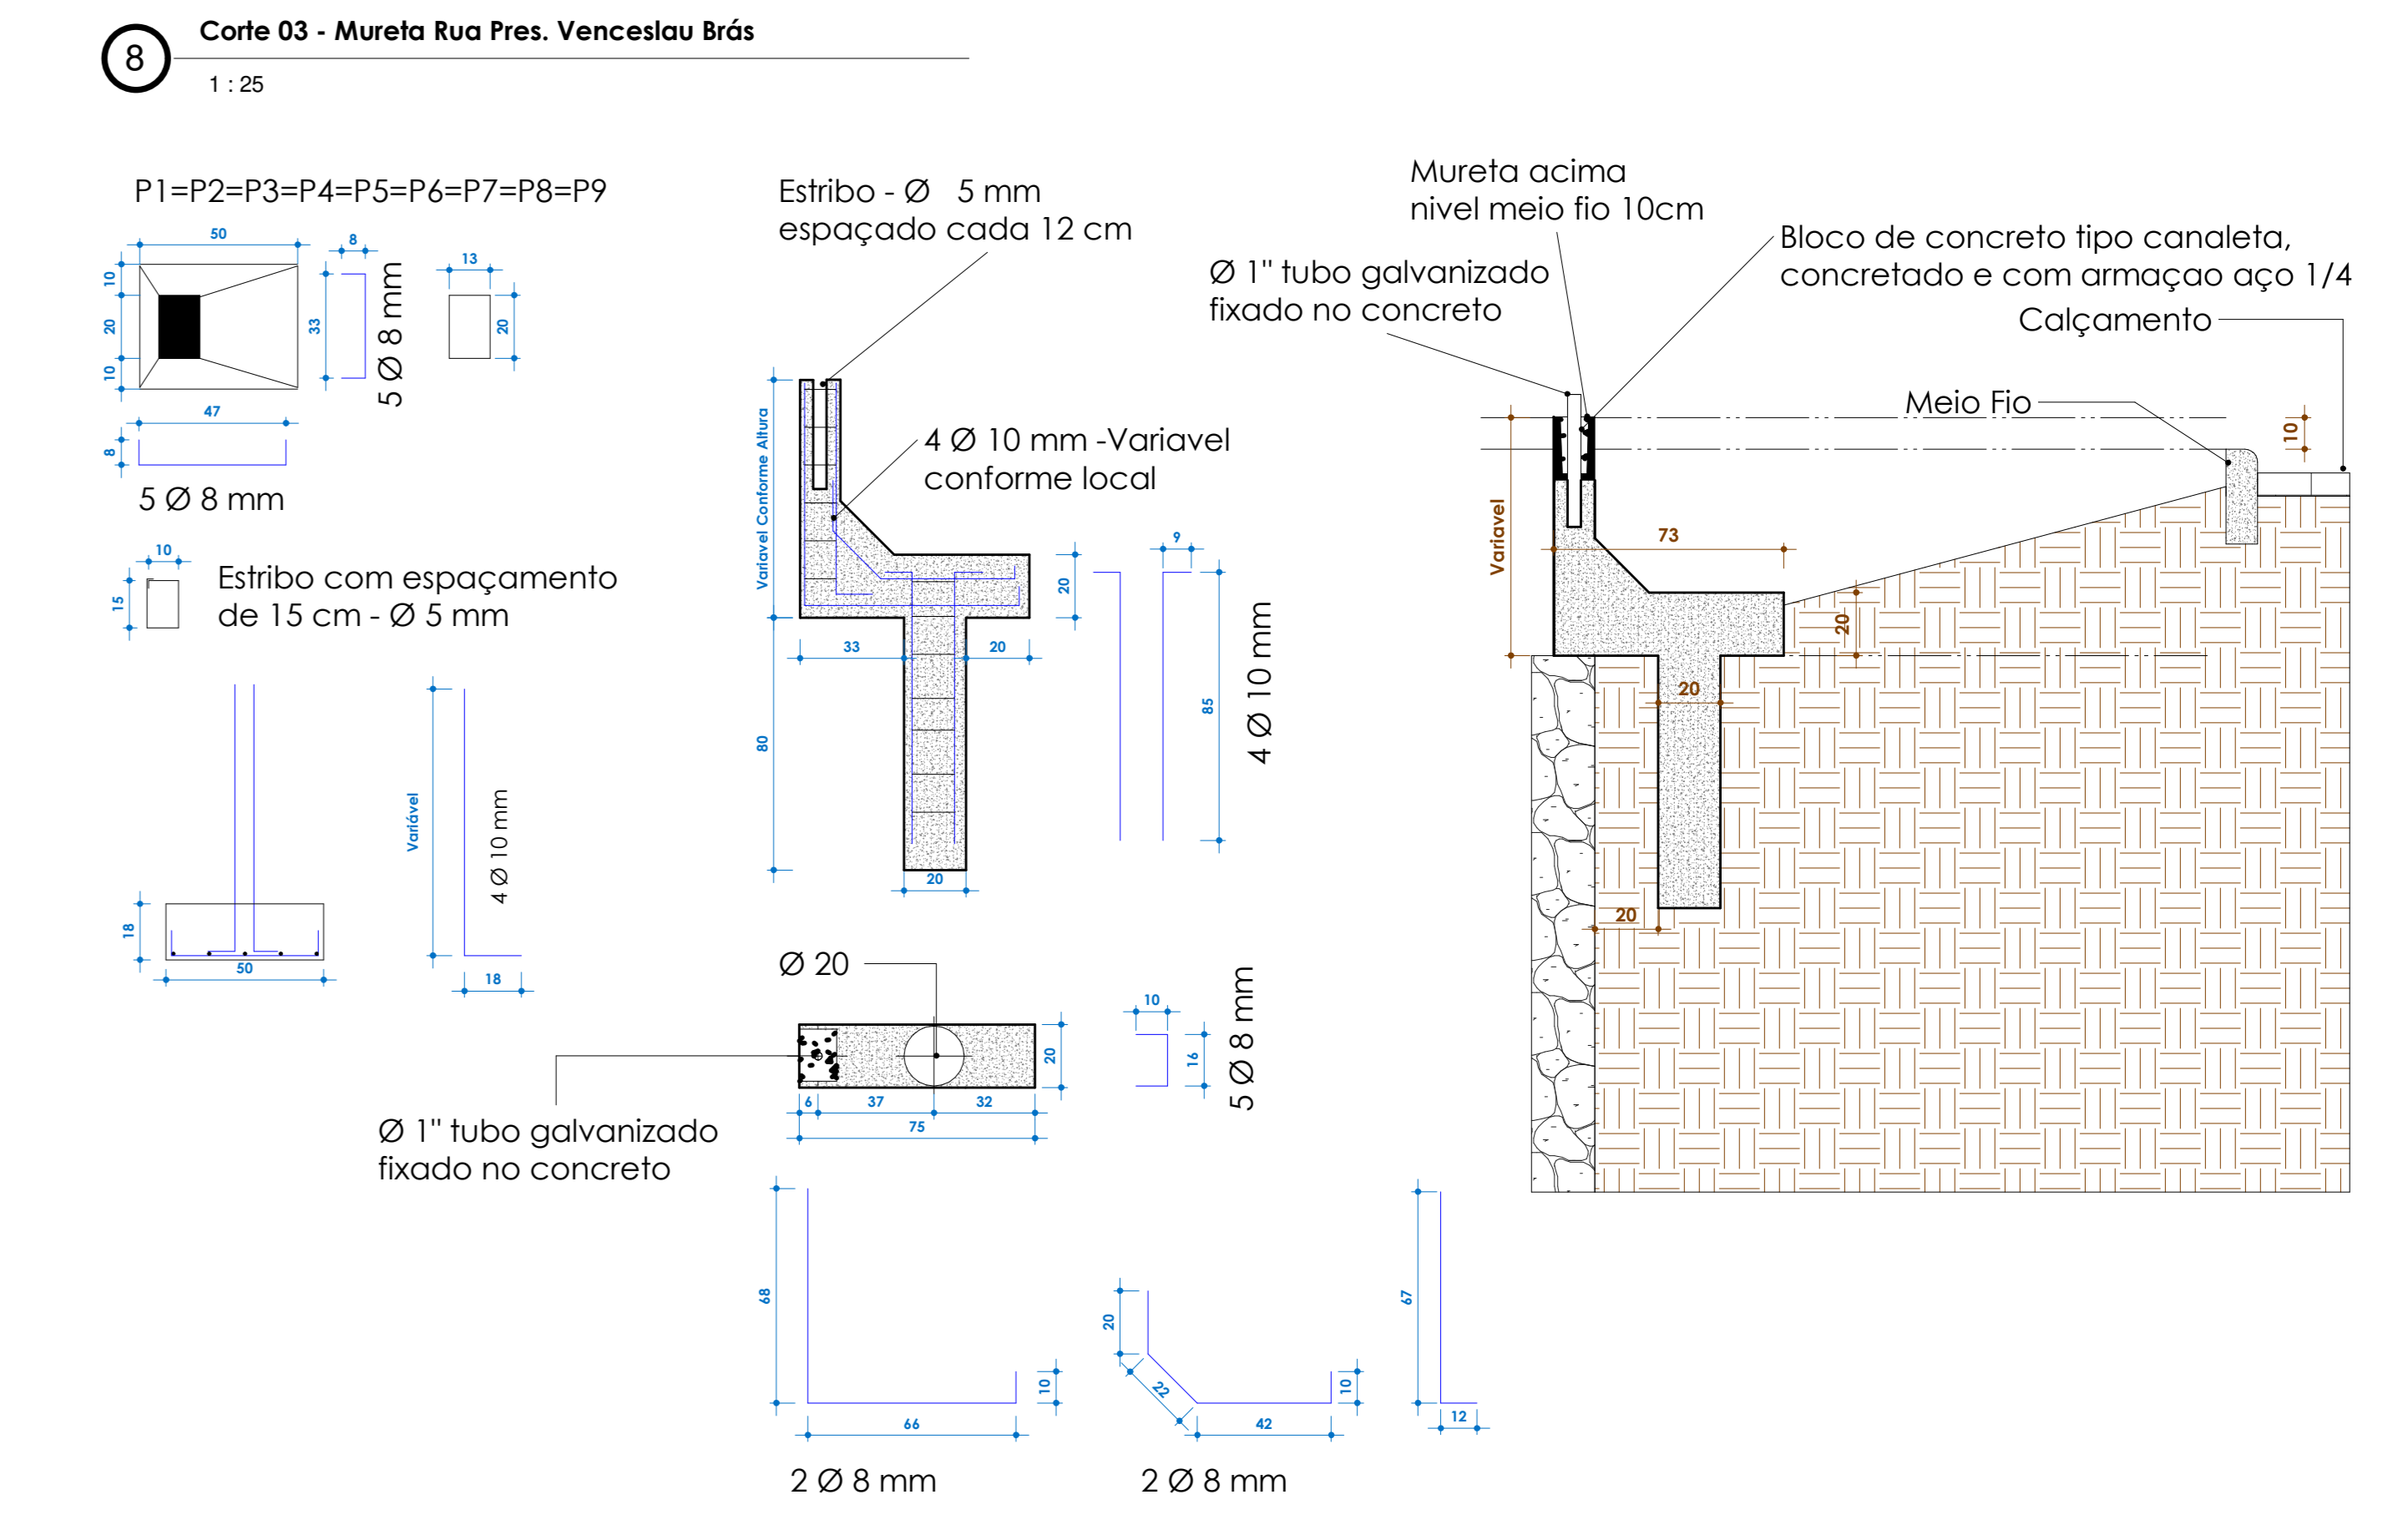 8
Corte 03 - Mureta Rua Pres. Venceslau Brás
1 : 25
P1=P2=P3=P4=P5=P6=P7=P8=P9
50
8
10
20
10
33
5 Ø 8 mm
13
20
47
8
5 Ø 8 mm
10
15
Estribo com espaçamento
de 15 cm - Ø 5 mm
Variável
4 Ø 10 mm
18
50
18
Estribo - Ø 5 mm
espaçado cada 12 cm
4 Ø 10 mm -Variavel
conforme local
Variavel Conforme Altura
20
33
20
80
20
9
85
4 Ø 10 mm
Ø 20
20
6
37
32
75
Ø 1" tubo galvanizado
fixado no concreto
10
16
5 Ø 8 mm
68
66
10
2 Ø 8 mm
20
22
42
10
2 Ø 8 mm
67
12
Mureta acima
nivel meio fio 10cm
Ø 1" tubo galvanizado
fixado no concreto
Bloco de concreto tipo canaleta,
concretado e com armaçao aço 1/4
Calçamento
Meio Fio
10
Variavel
73
20
20
20